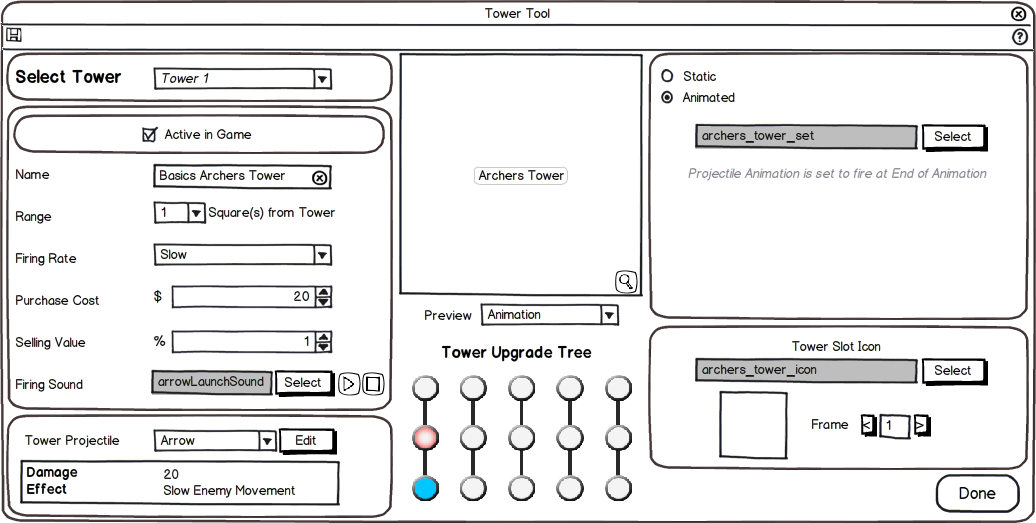 Tower Tool
Select Tower
Tower 1
Active in Game
Name
Basics Archers Tower
Range
1
Square(s) from Tower
Firing Rate
Slow
Purchase Cost
$
20
Selling Value
%
1
Firing Sound
arrowLaunchSound
Select
Tower Projectile
Arrow
Edit
Damage
20
Effect
Slow Enemy Movement
Archers Tower
Preview
Animation
Tower Upgrade Tree
Static
Animated
archers_tower_set
Select
Projectile Animation is set to fire at End of Animation
Tower Slot Icon
archers_tower_icon
Select
Frame
<
1
>
Done